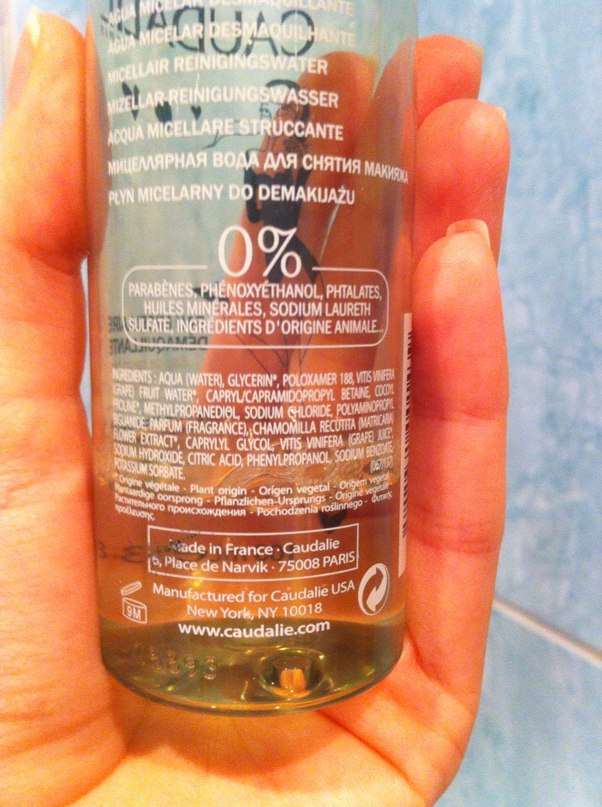 AGUA MICELAR DESMAQUILLANTE
AGUA MICELAR DESMAQUILHANTE
MICELLAIR REINIGINGSWATER
MIZELLAR-REINIGUNGSWASSER
ACQUA MICELLARE STRUCCANTE
МИЦЕЛЛЯРНАЯ ВОДА ДЛЯ СНЯТИЯ МАКИЯЖА
PŁYN MICELARNY DO DEMAKIJAŻU
0%
PARABÈNES, PHÉNOXYÉTHANOL, PHTALATES,
HUILES MINÉRALES, SODIUM LAURETH
SULFATE, INGRÉDIENTS D'ORIGINE ANIMALE...
INGREDIENTS : AQUA (WATER), GLYCERIN*, POLOXAMER 188, VITIS VINIFERA
(GRAPE) FRUIT WATER*, CAPRYL/CAPRAMIDOPROPYL BETAINE, COCOYL
PROLINE*, METHYLPROPANEDIOL, SODIUM CHLORIDE, POLYAMINOPROPYL
BIGUANIDE, PARFUM (FRAGRANCE), CHAMOMILLA RECUTITA (MATRICARIA)
FLOWER EXTRACT*, CAPRYLYL GLYCOL, VITIS VINIFERA (GRAPE) JUICE*,
SODIUM HYDROXIDE, CITRIC ACID, PHENYLPROPANOL, SODIUM BENZOATE,
POTASSIUM SORBATE.
* Origine végétale - Plant origin - Origen vegetal - Origem vegetal -
Plantaardige oorsprong - Pflanzlichen-Ursprungs - Origine vegetale -
Растительного происхождения - Pochodzenia roślinnego - Φυτικής
προέλευσης.
Made in France · Caudalie
6, Place de Narvik · 75008 PARIS
Manufactured for Caudalie USA
New York, NY 10018
9M
www.caudalie.com